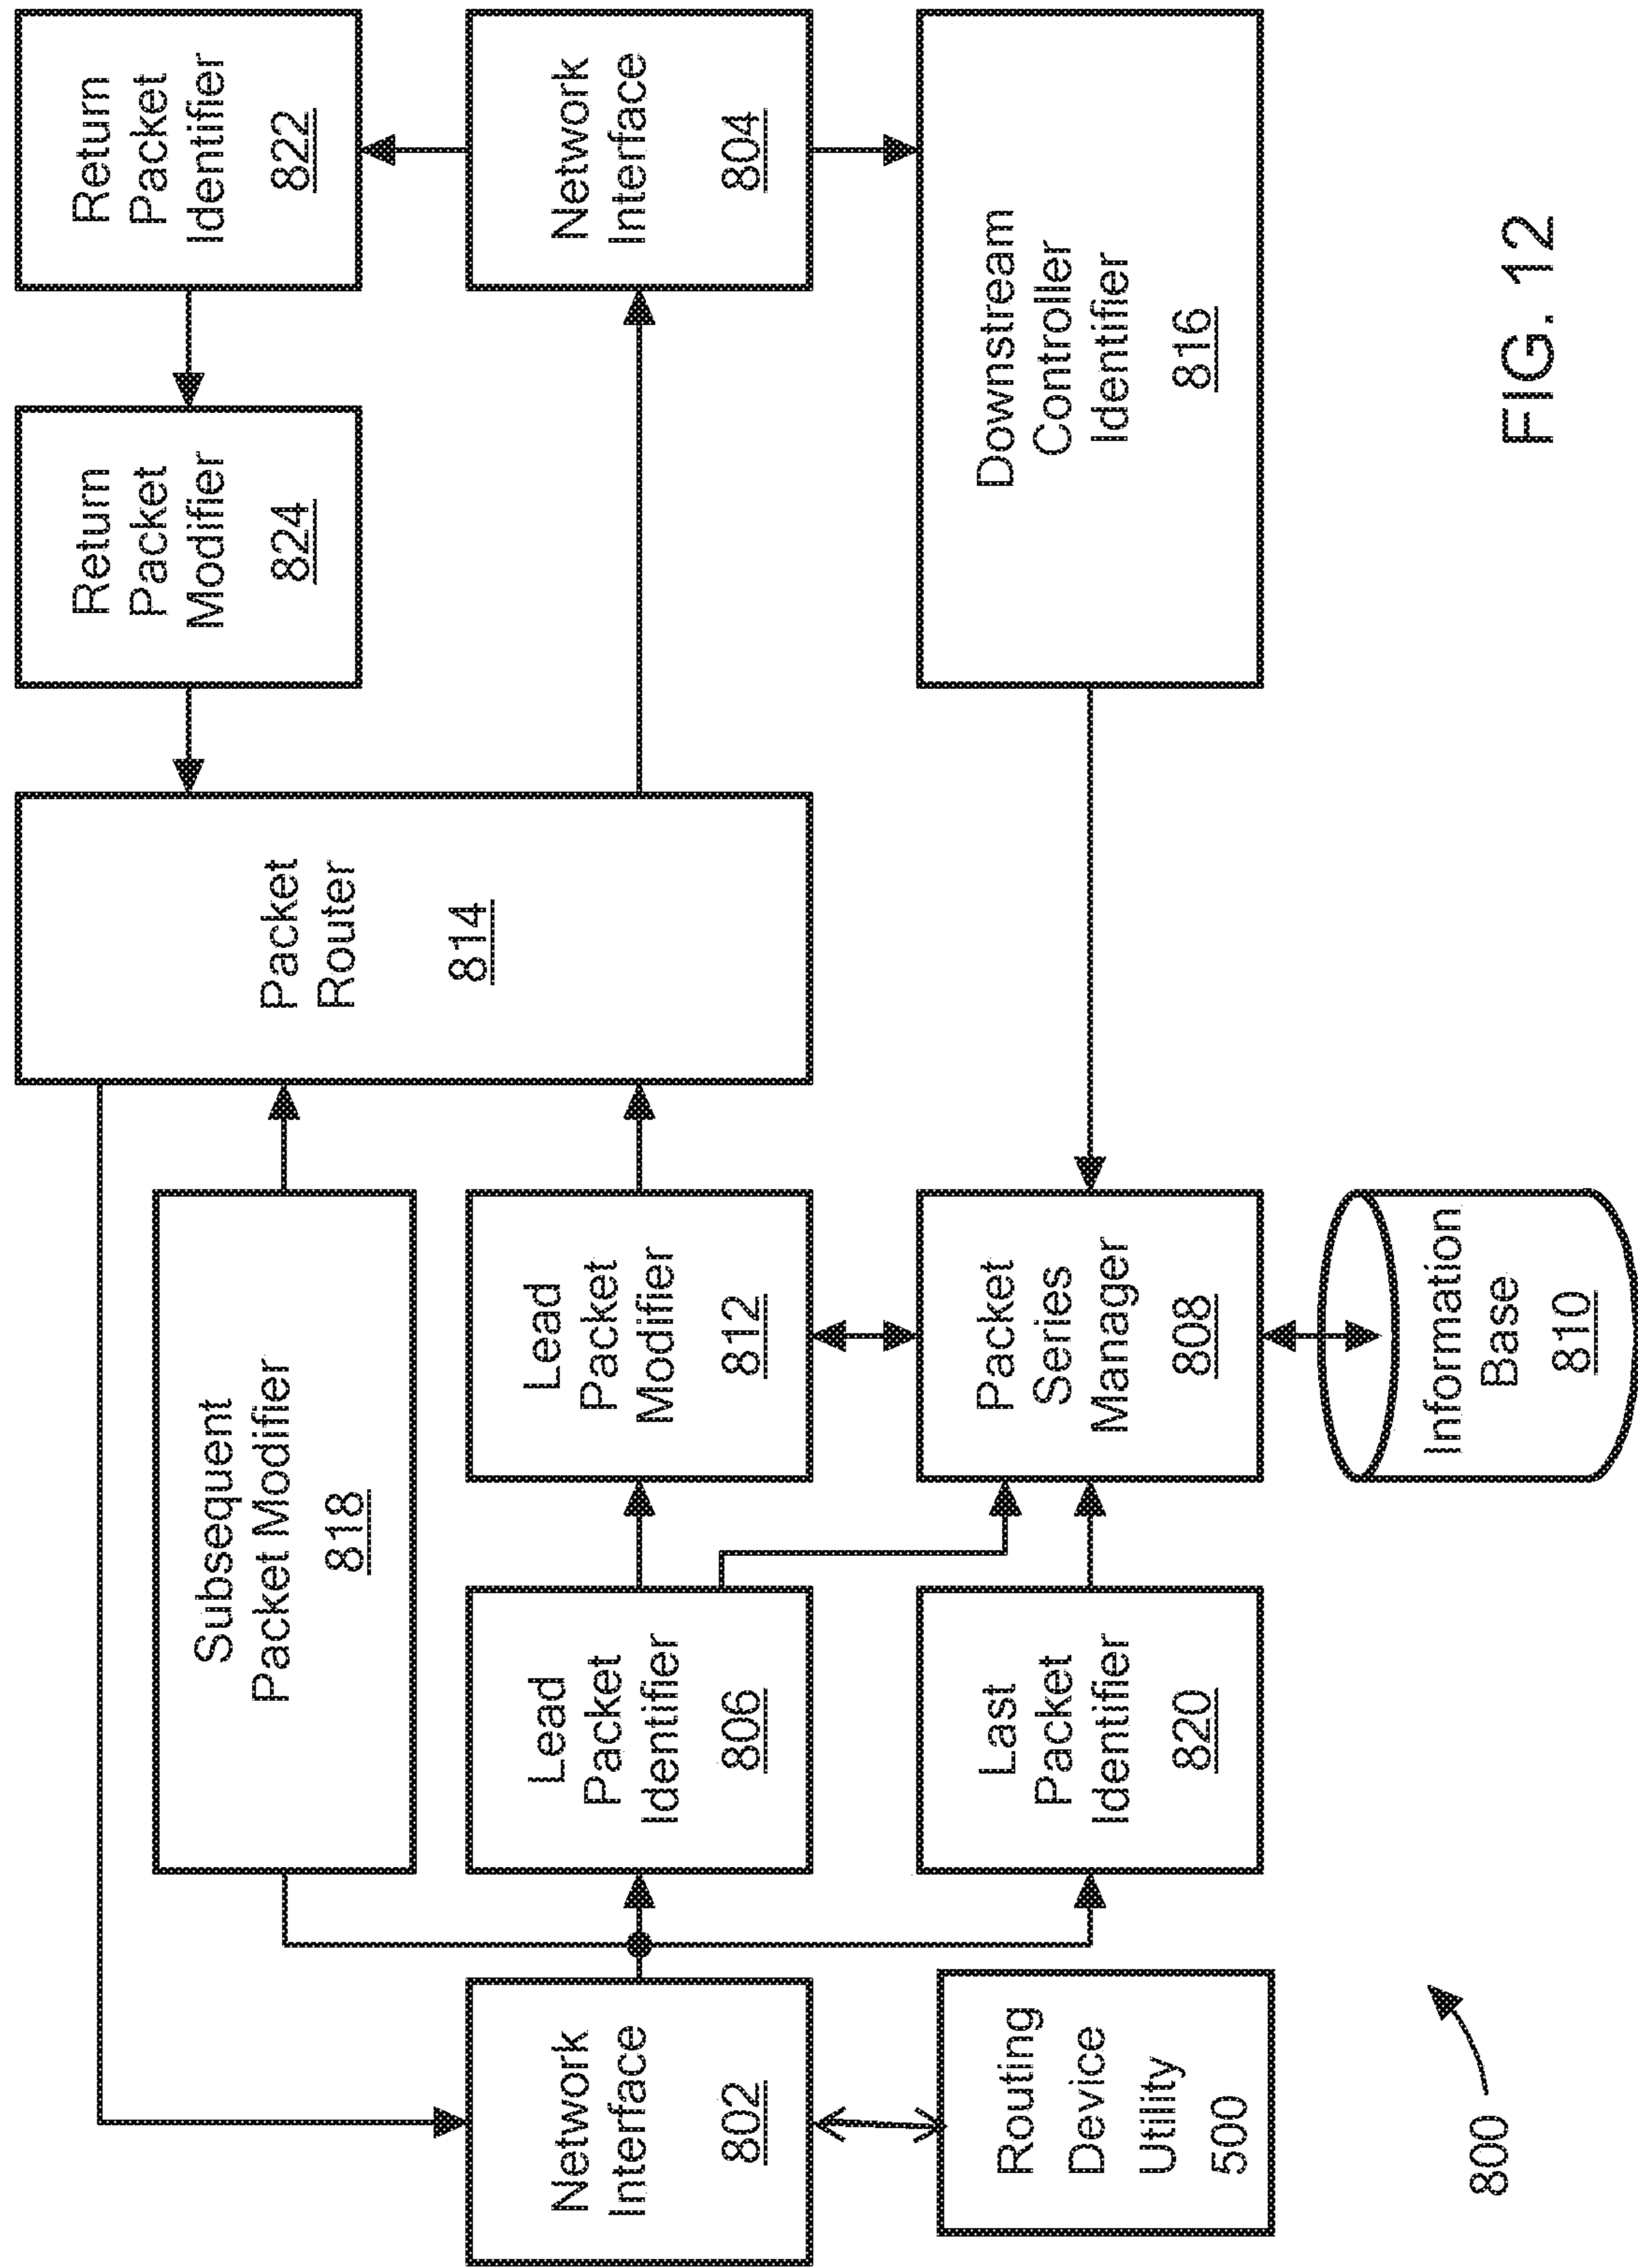 Return
Packet
Identifier
822
Return
Packet
Modifier
824
Packet
Router
814
Network
Interface
804
Subsequent
Packet Modifier
818
Lead
Packet
Modifier
812
Lead
Packet
Identifier
806
Network
Interface
802
Downstream
Controller
Identifier
816
Packet
Series
Manager
808
Last
Packet
Identifier
820
Routing
Device
Utility
500
Information
Base
810
800
FIG. 12